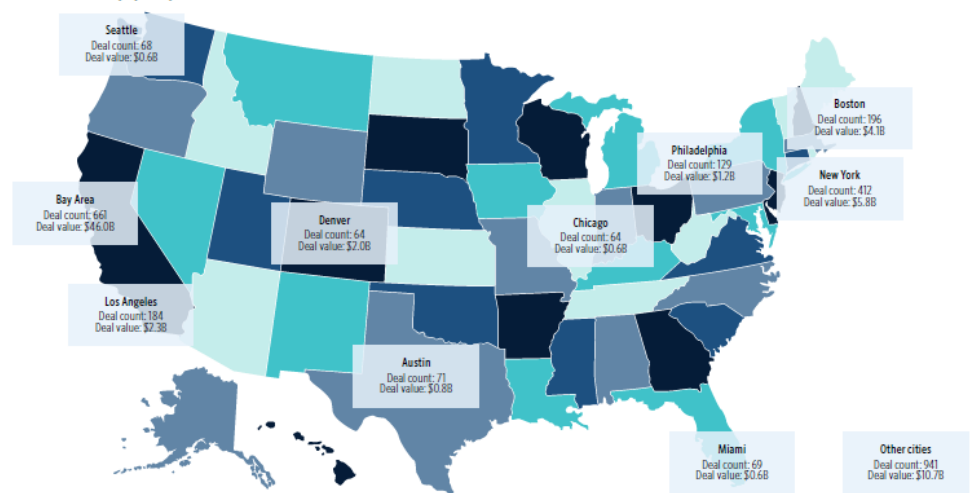 Seattle
Deal count: 68
Deal value: $0.6B
Boston
Deal count: 196
Deal value: $4.1B
Philadelphia
Deal count: 129
Deal value: $1.2B
New York
Deal count: 412
Deal value: $5.8B
Bay Area
Deal count: 661
Deal value: $46.0B
Denver
Deal count: 64
Deal value: $2.0B
Chicago
Deal count: 64
Deal value: $0.6B
Los Angeles
Deal count: 184
Deal value: $2.3B
Austin
Deal count: 71
Deal value: $0.8B
Miami
Deal count: 69
Deal value: $0.6B
Other cities
Deal count: 941
Deal value: $10.7B